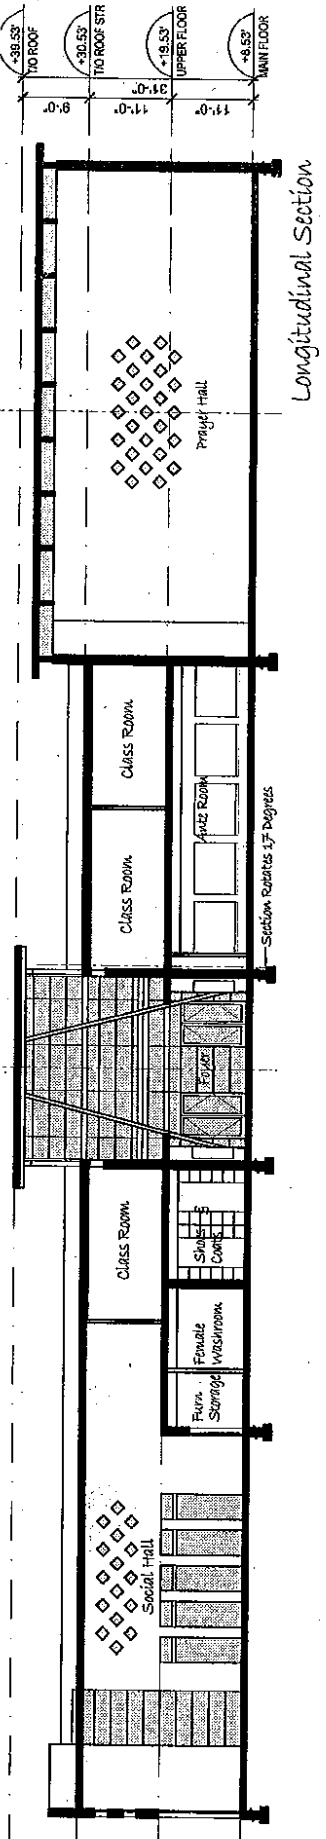 +39.53'
T/O ROOF
9'-0"
+30.53'
T/O ROOF STR
11'-0"
31'-0"
+19.53'
UPPER FLOOR
11'-0"
+8.53'
MAIN FLOOR
Class Room
Class Room
Class Room
Social Hall
Furn
Storage
Female
Washroom
Shoes &
Coats
Foyer
Ante Room
Prayer Hall
Section Rotates 17 Degrees
Longitudinal Section